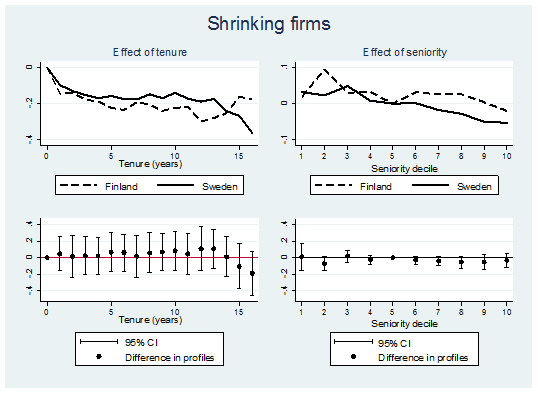 Shrinking firms
Effect of tenure
0
-.2
-.4
0 5 10 15
Tenure (years)
Finland Sweden
Effect of seniority
.1
0
-.1
1 2 3 4 5 6 7 8 9 10
Seniority decile
Finland Sweden
.4
.2
0
-.2
-.4
0 5 10 15
Tenure (years)
95% CI
Difference in profiles
.4
.2
0
-.2
-.4
1 2 3 4 5 6 7 8 9 10
Seniority decile
95% CI
Difference in profiles